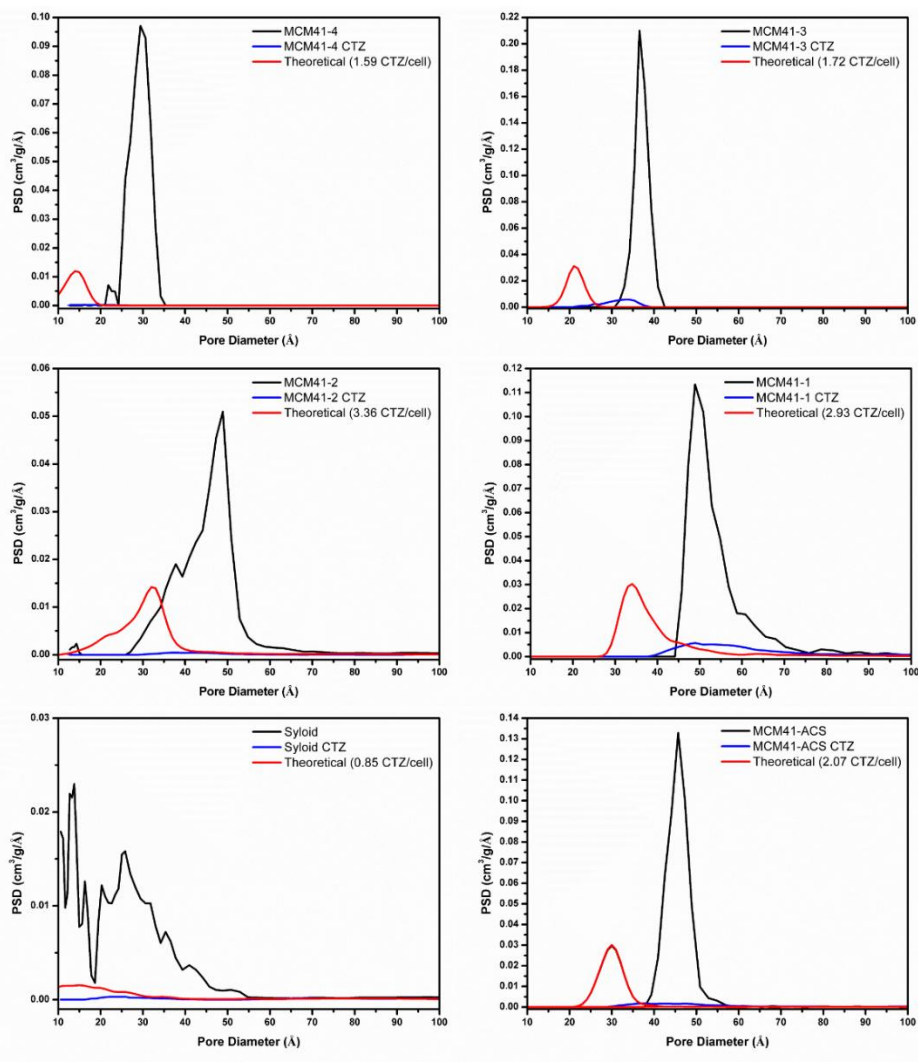 MCM41-4
MCM41-4 CTZ
Theoretical (1.59 CTZ/cell)
PSD (cm³/g/Å)
0.10
0.09
0.08
0.07
0.06
0.05
0.04
0.03
0.02
0.01
0.00
10 20 30 40 50 60 70 80 90 100
Pore Diameter (Å)
MCM41-3
MCM41-3 CTZ
Theoretical (1.72 CTZ/cell)
PSD (cm³/g/Å)
0.22
0.20
0.18
0.16
0.14
0.12
0.10
0.08
0.06
0.04
0.02
0.00
10 20 30 40 50 60 70 80 90 100
Pore Diameter (Å)
MCM41-2
MCM41-2 CTZ
Theoretical (3.36 CTZ/cell)
PSD (cm³/g/Å)
0.06
0.05
0.04
0.03
0.02
0.01
0.00
10 20 30 40 50 60 70 80 90 100
Pore Diameter (Å)
MCM41-1
MCM41-1 CTZ
Theoretical (2.93 CTZ/cell)
PSD (cm³/g/Å)
0.12
0.11
0.10
0.09
0.08
0.07
0.06
0.05
0.04
0.03
0.02
0.01
0.00
10 20 30 40 50 60 70 80 90 100
Pore Diameter (Å)
Syloid
Syloid CTZ
Theoretical (0.85 CTZ/cell)
PSD (cm³/g/Å)
0.03
0.02
0.01
0.00
10 20 30 40 50 60 70 80 90 100
Pore Diameter (Å)
MCM41-ACS
MCM41-ACS CTZ
Theoretical (2.07 CTZ/cell)
PSD (cm³/g/Å)
0.14
0.13
0.12
0.11
0.10
0.09
0.08
0.07
0.06
0.05
0.04
0.03
0.02
0.01
0.00
10 20 30 40 50 60 70 80 90 100
Pore Diameter (Å)